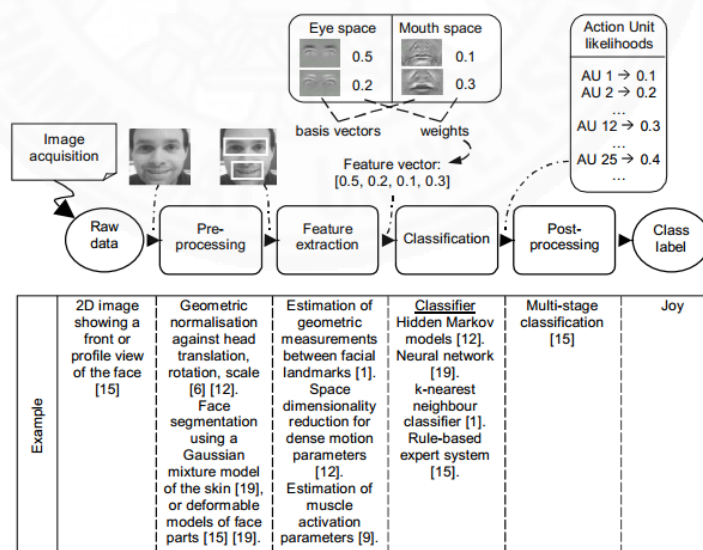 Eye space
0.5
0.2
Mouth space
0.1
0.3
basis vectors
weights
Feature vector:
[0.5, 0.2, 0.1, 0.3]
Action Unit
likelihoods
AU 1 → 0.1
AU 2 → 0.2
...
AU 12 → 0.3
...
AU 25 → 0.4
...
Image
acquisition
Raw
data
Pre-
processing
Feature
extraction
Classification
Post-
processing
Class
label
Example
2D image
showing a
front or
profile view
of the face
[15]
Geometric
normalisation
against head
translation,
rotation, scale
[6] [12].
Face
segmentation
using a
Gaussian
mixture model
of the skin [19],
or deformable
models of face
parts [15] [19].
Estimation of
geometric
measurements
between facial
landmarks [1].
Space
dimensionality
reduction for
dense motion
parameters
[12].
Estimation of
muscle
activation
parameters [9].
Classifier
Hidden Markov
models [12].
Neural network
[19].
k-nearest
neighbour
classifier [1].
Rule-based
expert system
[15].
Multi-stage
classification
[15]
Joy